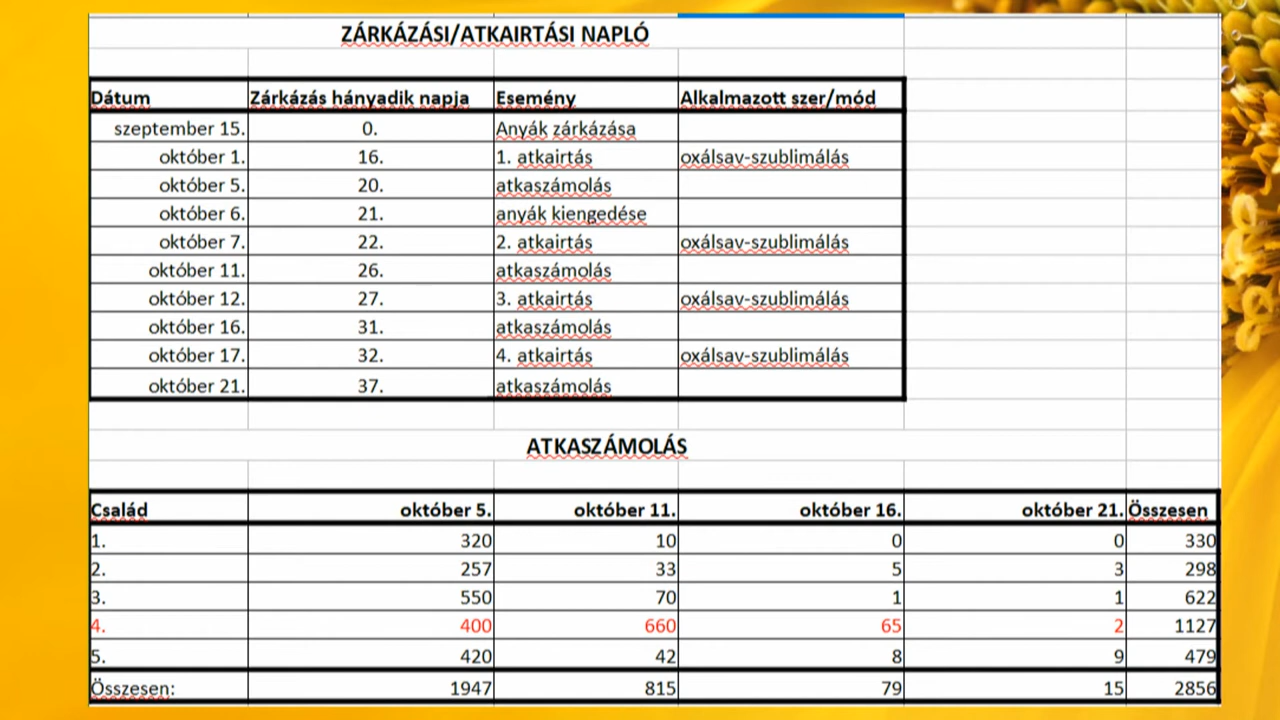 ZÁRKÁZÁSI/ATKAIRTÁSI NAPLÓ
Dátum Zárkázás hányadik napja Esemény Alkalmazott szer/mód
szeptember 15. 0. Anyák zárkázása
október 1. 16. 1. atkairtás oxálsav-szublimálás
október 5. 20. atkaszámolás
október 6. 21. anyák kiengedése
október 7. 22. 2. atkairtás oxálsav-szublimálás
október 11. 26. atkaszámolás
október 12. 27. 3. atkairtás oxálsav-szublimálás
október 16. 31. atkaszámolás
október 17. 32. 4. atkairtás oxálsav-szublimálás
október 21. 37. atkaszámolás
ATKASZÁMOLÁS
Család október 5. október 11. október 16. október 21. Összesen
1. 320 10 0 0 330
2. 257 33 5 3 298
3. 550 70 1 1 622
4. 400 660 65 2 1127
5. 420 42 8 9 479
Összesen: 1947 815 79 15 2856